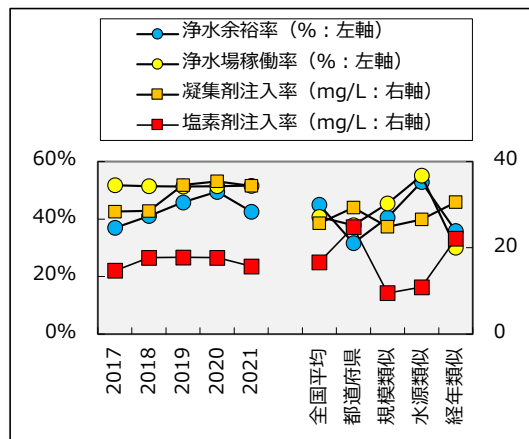 浄水余裕率（%：左軸）
浄水場稼働率（%：左軸）
凝集剤注入率（mg/L：右軸）
塩素剤注入率（mg/L：右軸）
60%
40%
20%
0%
40
20
0
2017
2018
2019
2020
2021
全国平均
都道府県
規模類似
水源類似
経年類似